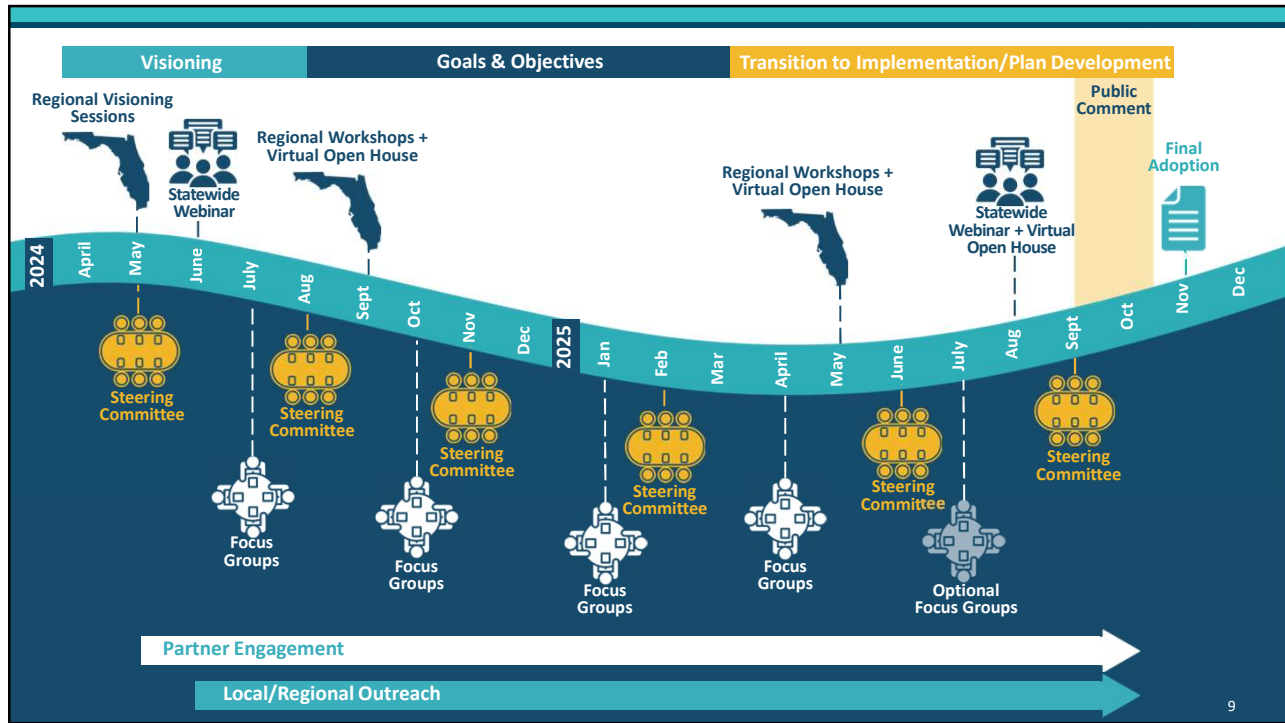 Visioning
Goals & Objectives
Transition to Implementation/Plan Development
Public
Comment
Regional Visioning
Sessions
Statewide
Webinar
Regional Workshops +
Virtual Open House
Regional Workshops +
Virtual Open House
Statewide
Webinar + Virtual
Open House
Final
Adoption
2024
April
May
June
July
Aug
Sept
Oct
Nov
Dec
2025
Jan
Feb
Mar
April
May
June
July
Aug
Sept
Oct
Nov
Dec
Steering
Committee
Steering
Committee
Steering
Committee
Steering
Committee
Steering
Committee
Steering
Committee
Focus
Groups
Focus
Groups
Focus
Groups
Focus
Groups
Optional
Focus Groups
Partner Engagement
Local/Regional Outreach
9